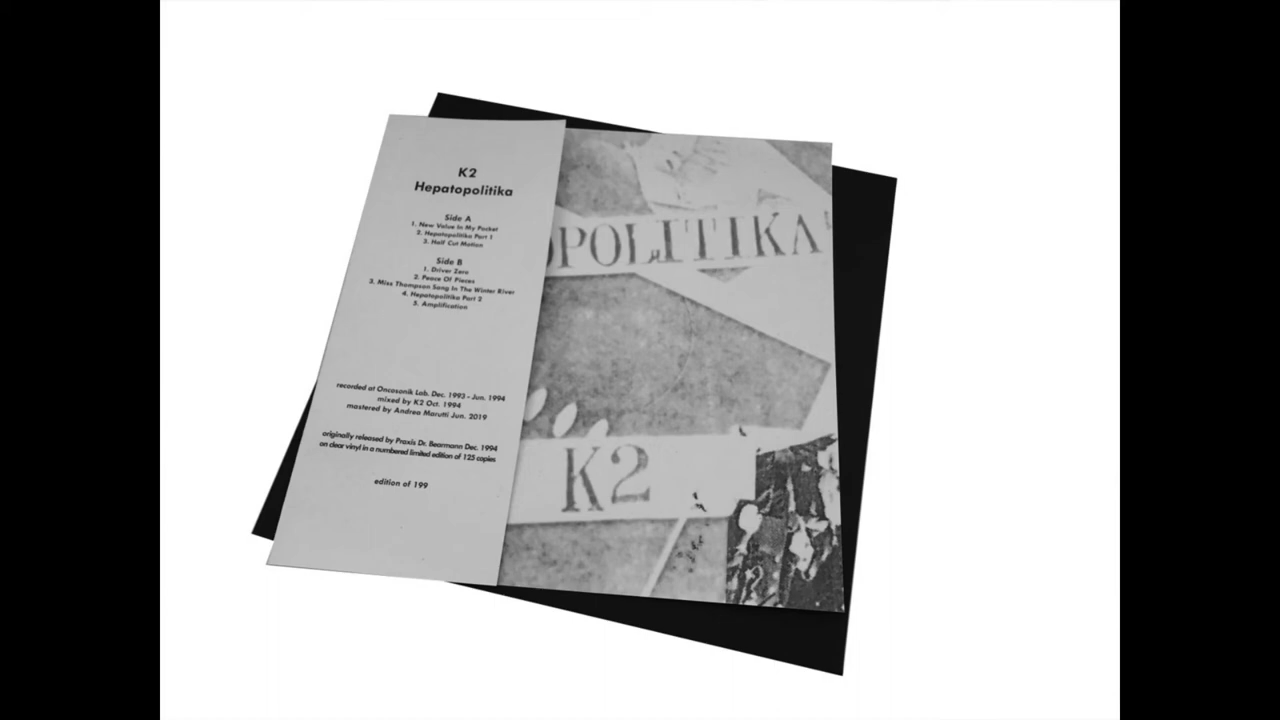 K2
Hepatopolitika
Side A
1. New Value In My Pocket
2. Hepatopolitika Part 1
3. Half Cut Motion
Side B
1. Driver Zero
2. Peace Of Pieces
3. Miss Thompson Sang In The Winter River
4. Hepatopolitika Part 2
5. Amplification
recorded at Oncosonik Lab. Dec. 1993 - Jun. 1994
mixed by K2 Oct. 1994
mastered by Andrea Marutti Jun. 2019
originally released by Praxis Dr. Bearmann Dec. 1994
on clear vinyl in a numbered limited edition of 125 copies
edition of 199
OPOLITIKA
K2